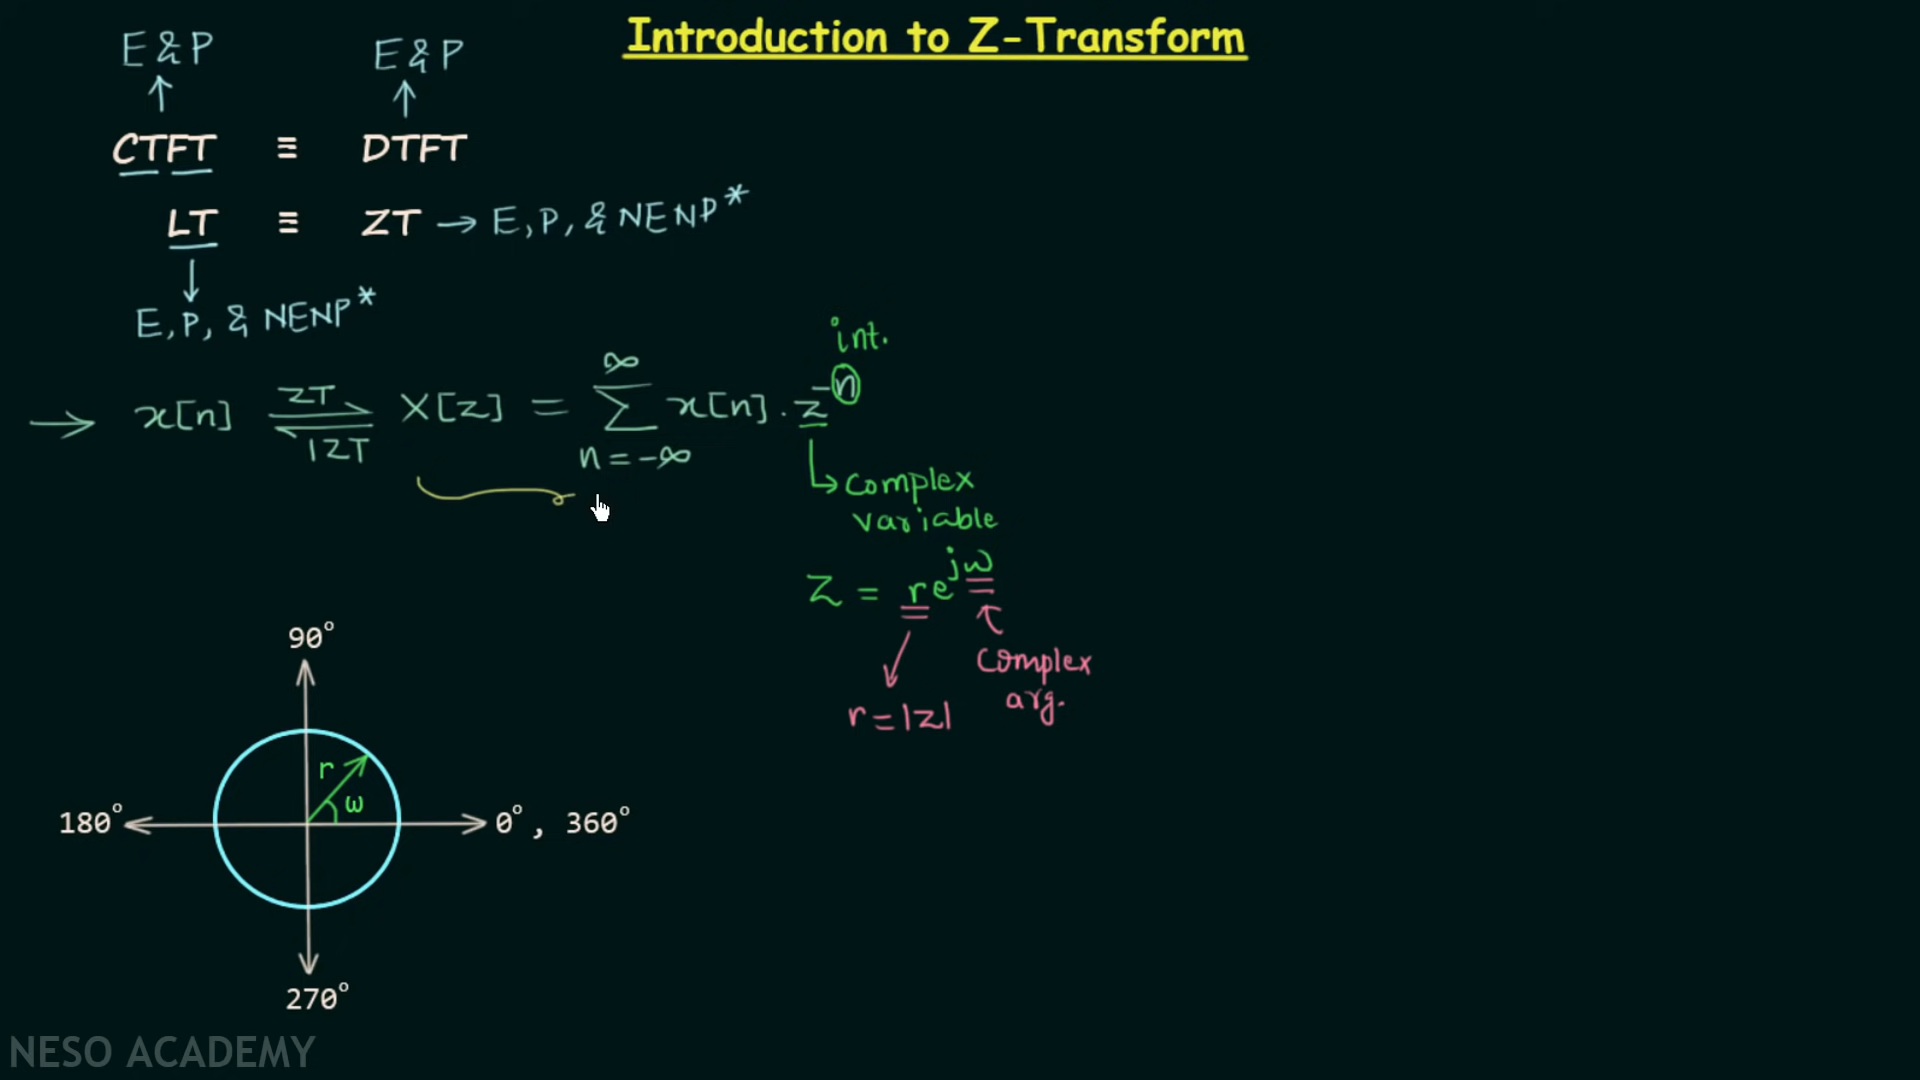 Introduction to Z-Transform
E & P
E & P
CTFT ≡ DTFT
LT ≡ ZT → E, P, & NENP*
E, P, & NENP*
int.
→ x[n] ZT IZT X[z] = ∑ ∞ n = -∞ x[n] . z^-n
complex
variable
Z = re^jω
complex
arg.
r = |z|
90°
r
ω
180°
0°, 360°
270°
NESO ACADEMY